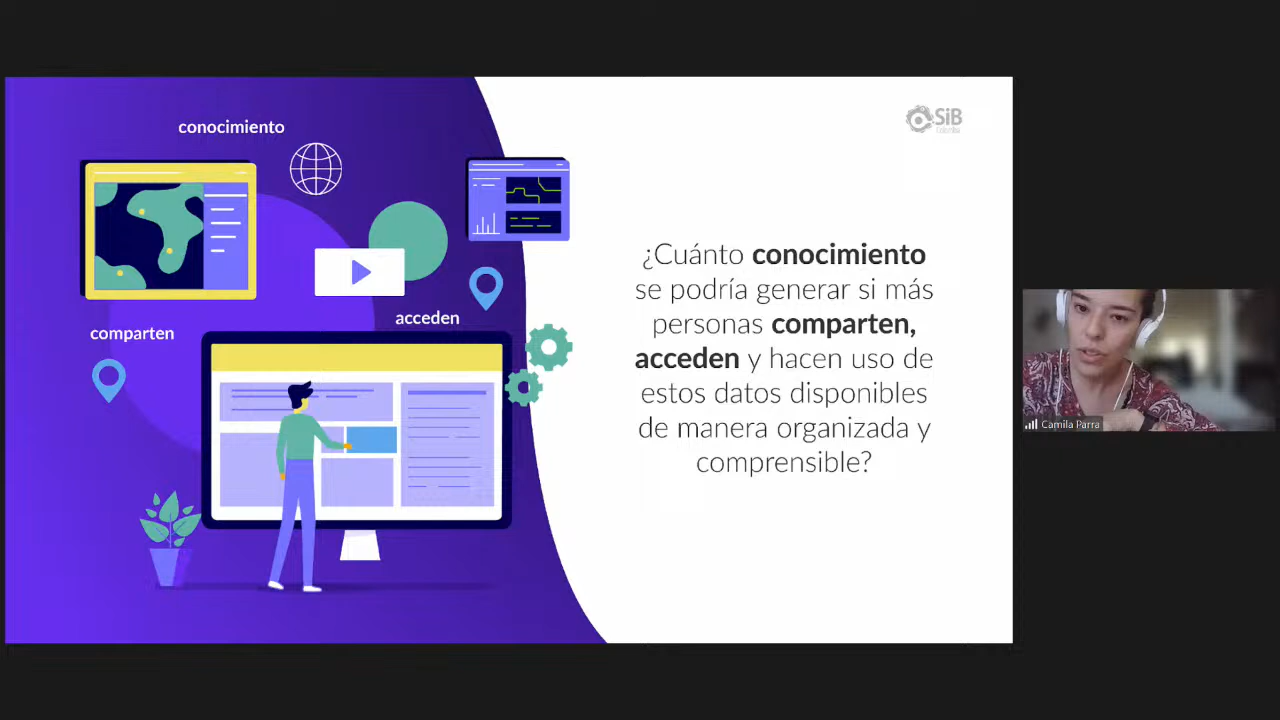 conocimiento
SiB
comparten
acceden
¿Cuánto conocimiento
se podría generar si más
personas comparten,
acceden y hacen uso de
estos datos disponibles
de manera organizada y
comprensible?
Camila Parra